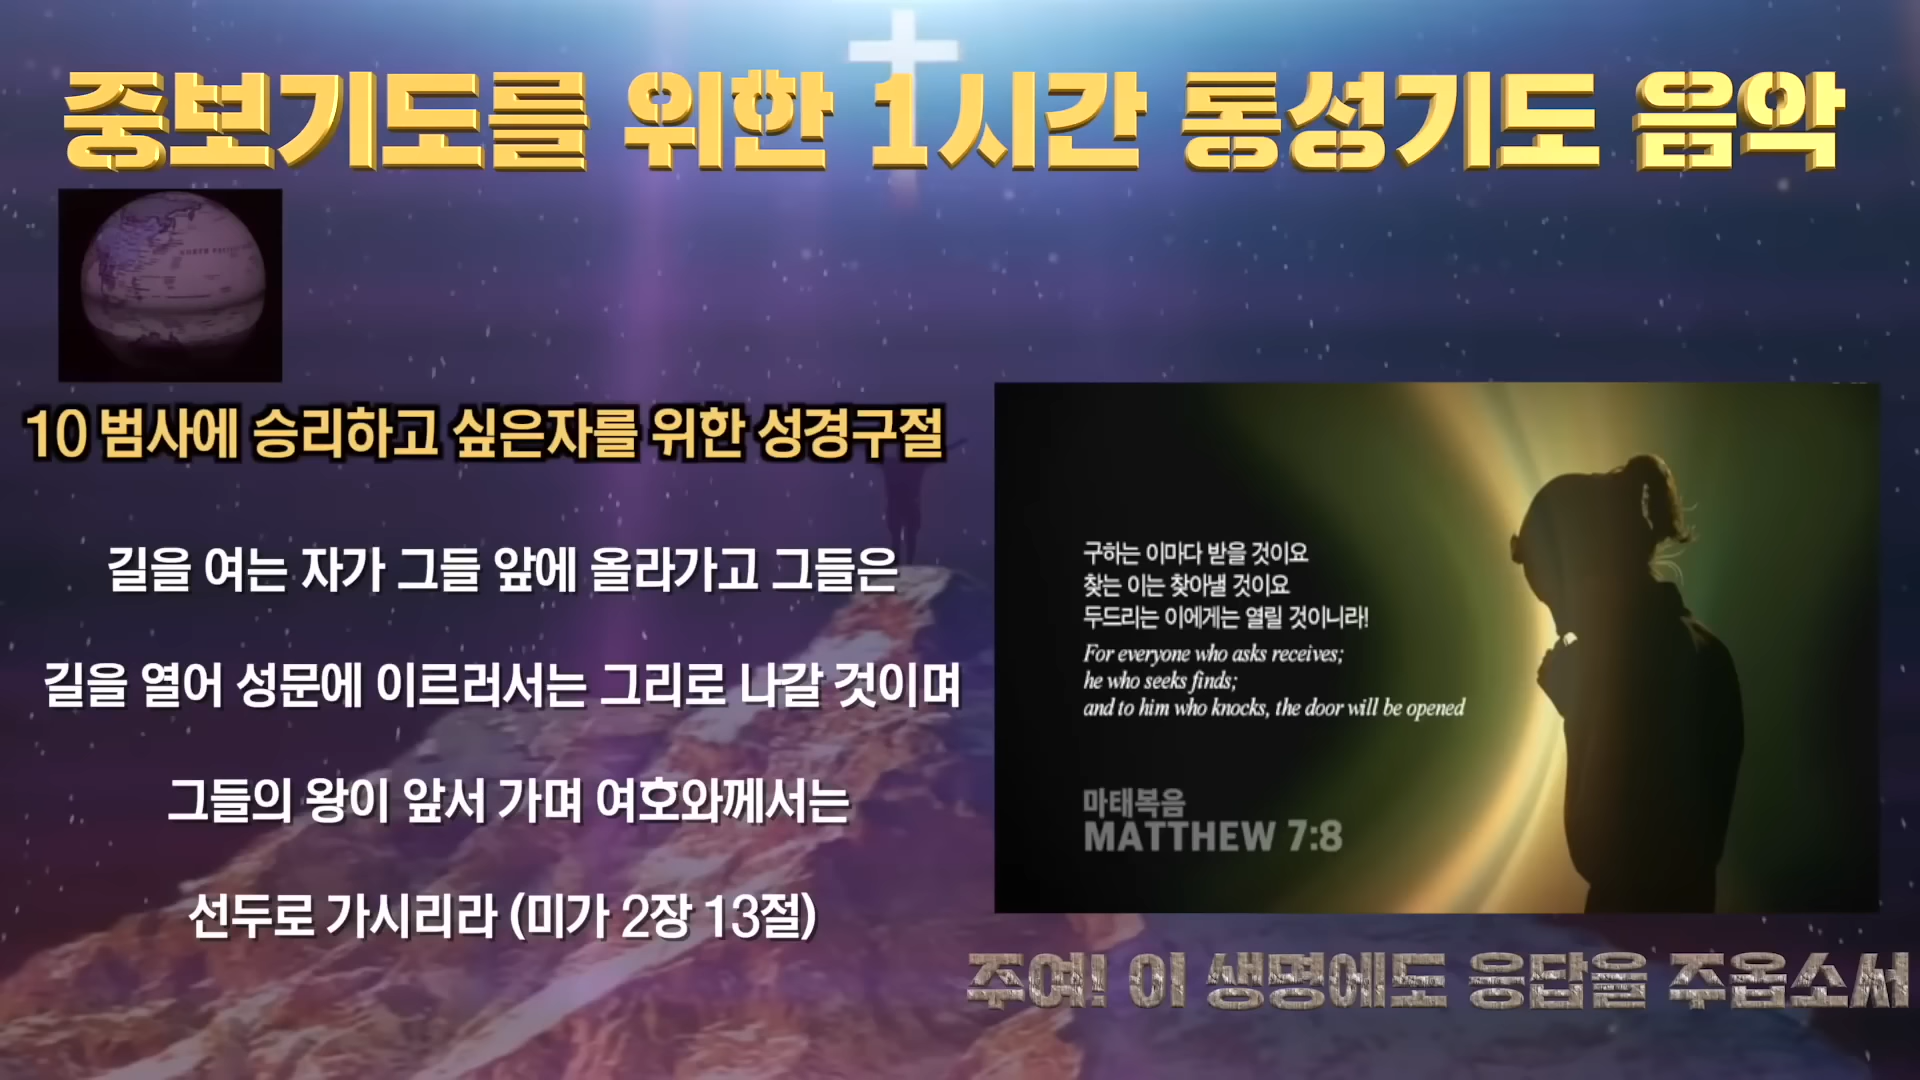 중보기도를 위한 1시간 통성기도 음악
NORTH PACIFIC
10 범사에 승리하고 싶은자를 위한 성경구절
길을 여는 자가 그들 앞에 올라가고 그들은
길을 열어 성문에 이르러서는 그리로 나갈 것이며
그들의 왕이 앞서 가며 여호와께서는
선두로 가시리라 (미가 2장 13절)
구하는 이마다 받을 것이요
찾는 이는 찾아낼 것이요
두드리는 이에게는 열릴 것이니라!
For everyone who asks receives;
he who seeks finds;
and to him who knocks, the door will be opened
마태복음
MATTHEW 7:8
주여! 이 생명에도 응답을 주옵소서